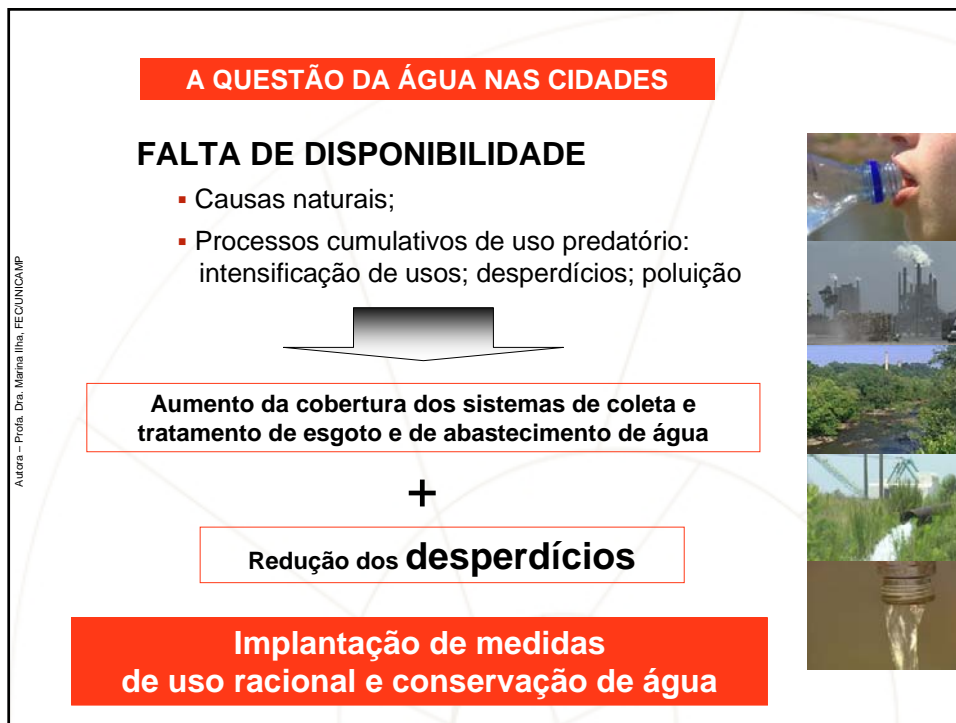 A QUESTÃO DA ÁGUA NAS CIDADES
FALTA DE DISPONIBILIDADE
▪ Causas naturais;
▪ Processos cumulativos de uso predatório:
intensificação de usos; desperdícios; poluição
Aumento da cobertura dos sistemas de coleta e
tratamento de esgoto e de abastecimento de água
+
Redução dos desperdícios
Implantação de medidas
de uso racional e conservação de água
Autora – Profa. Dra. Marina Ilha, FEC/UNICAMP